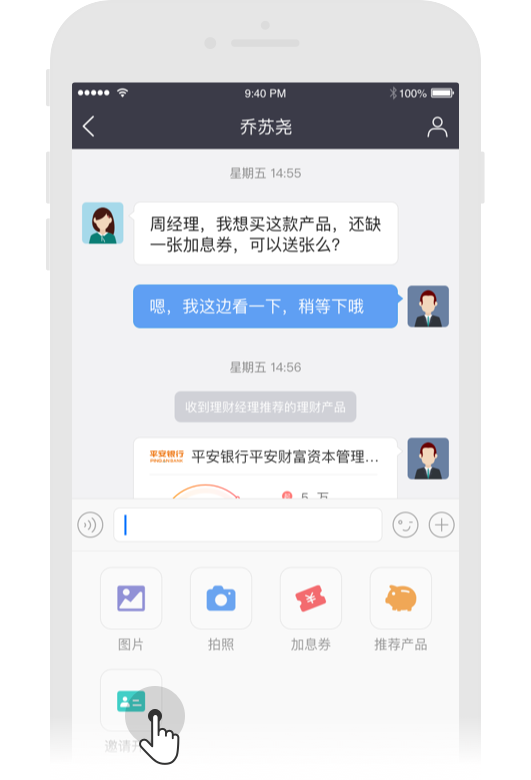 9:40 PM
100%
乔苏尧
星期五 14:55
周经理，我想买这款产品，还缺
一张加息券，可以送张么？
嗯，我这边看一下，稍等下哦
星期五 14:56
收到理财经理推荐的理财产品
平安银行 平安银行平安财富资本管理...
图片
拍照
加息券
推荐产品
邀请